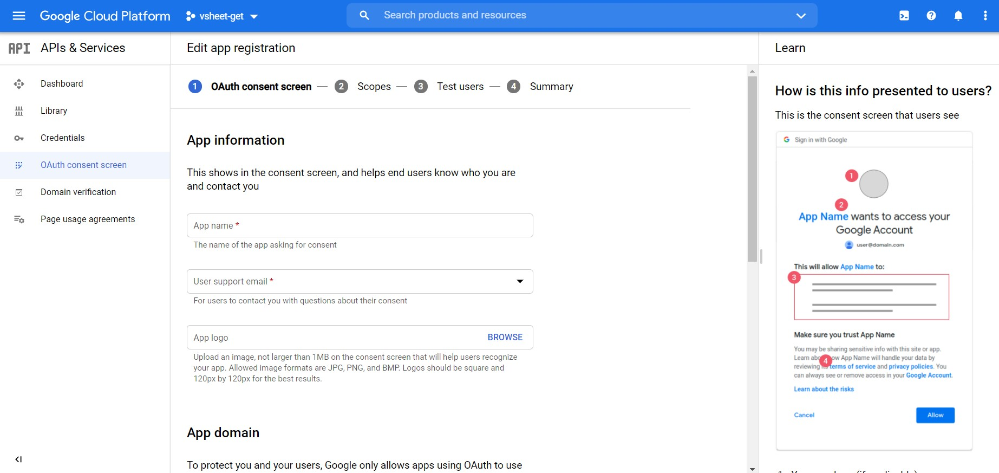 Google Cloud Platform
vsheet-get
Search products and resources
API
APIs & Services
Dashboard
Library
Credentials
OAuth consent screen
Domain verification
Page usage agreements
Edit app registration
1 OAuth consent screen — 2 Scopes — 3 Test users — 4 Summary
App information
This shows in the consent screen, and helps end users know who you are
and contact you
App name *
The name of the app asking for consent
User support email *
For users to contact you with questions about their consent
App logo
BROWSE
Upload an image, not larger than 1MB on the consent screen that will help users recognize
your app. Allowed image formats are JPG, PNG, and BMP. Logos should be square and
120px by 120px for the best results.
App domain
To protect you and your users, Google only allows apps using OAuth to use
Learn
How is this info presented to users?
This is the consent screen that users see
G Sign in with Google
1
2
App Name wants to access your
Google Account
user@domain.com
This will allow App Name to:
3
Make sure you trust App Name
You may be sharing sensitive info with this site or app.
Learn App Name will handle your data by
4
reviewing terms of service and privacy policies. You
can always see or remove access in your Google Account.
Learn about the risks
Cancel
Allow